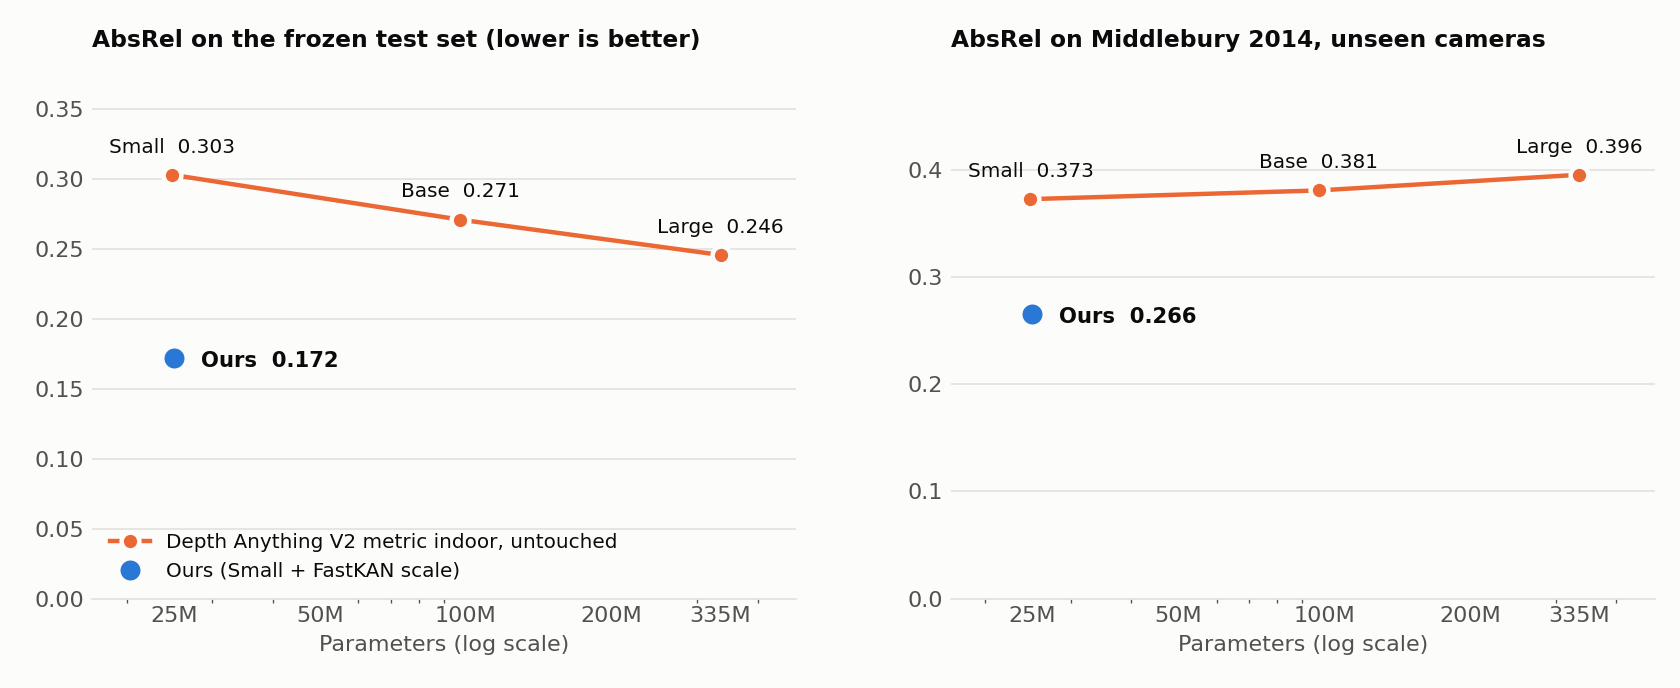 AbsRel on the frozen test set (lower is better)
0.35
0.30
0.25
0.20
0.15
0.10
0.05
0.00
Small 0.303
Base 0.271
Large 0.246
Ours 0.172
Depth Anything V2 metric indoor, untouched
Ours (Small + FastKAN scale)
25M 50M 100M 200M 335M
Parameters (log scale)
AbsRel on Middlebury 2014, unseen cameras
0.4
0.3
0.2
0.1
0.0
Small 0.373
Base 0.381
Large 0.396
Ours 0.266
25M 50M 100M 200M 335M
Parameters (log scale)